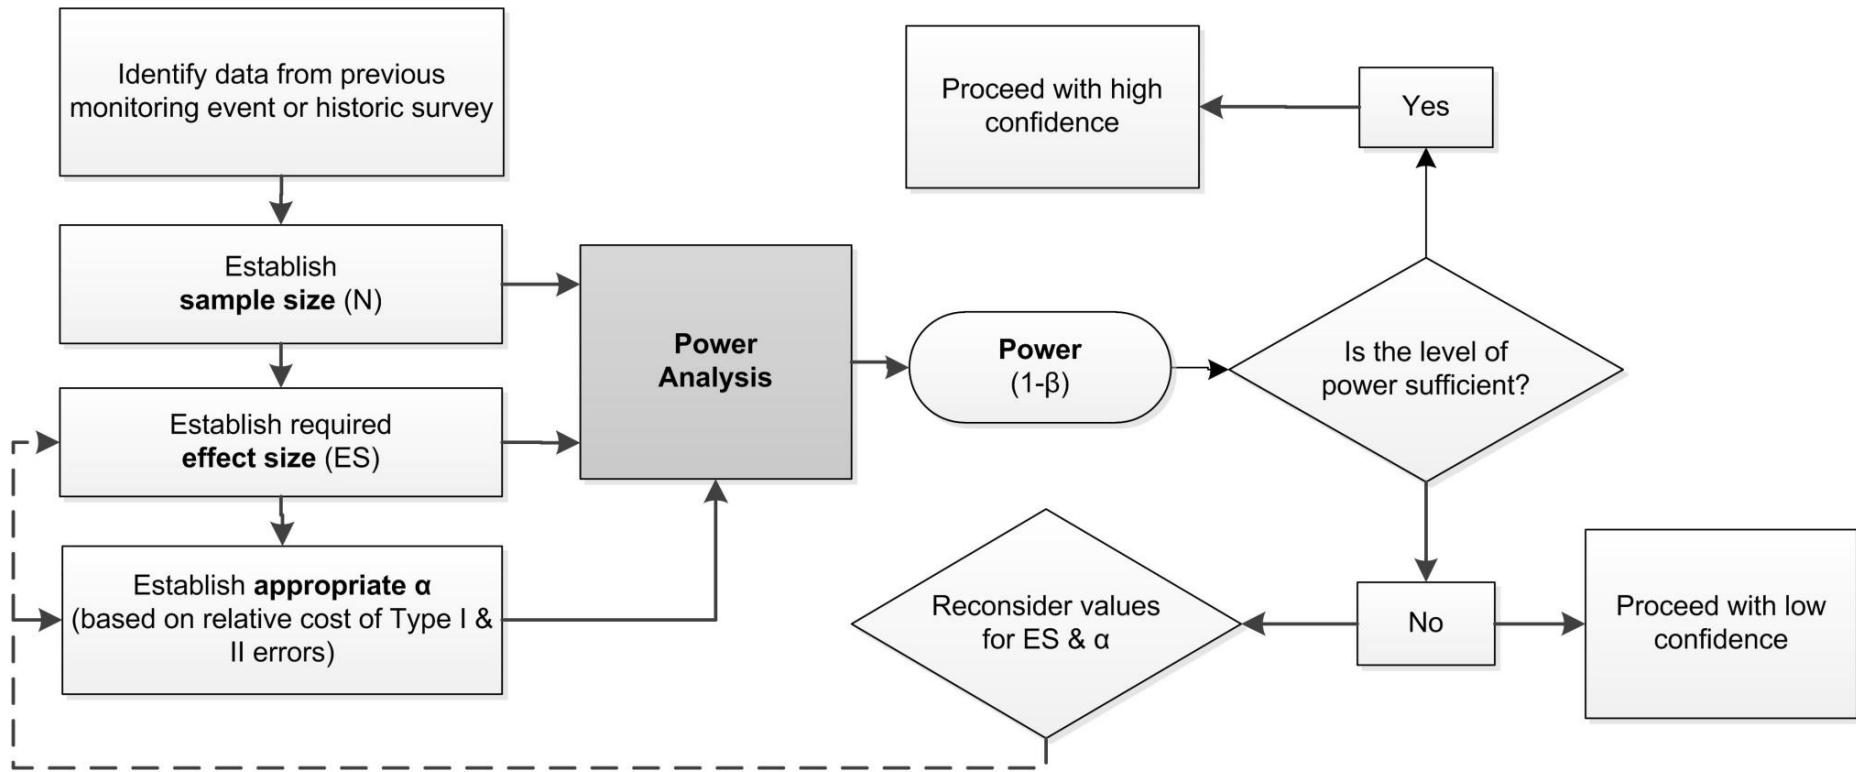 Identify data from previous
monitoring event or historic survey
Establish
sample size (N)
Establish required
effect size (ES)
Establish appropriate α
(based on relative cost of Type I &
II errors)
Power
Analysis
Power
(1-β)
Is the level of
power sufficient?
Yes
Proceed with high
confidence
No
Proceed with low
confidence
Reconsider values
for ES & α